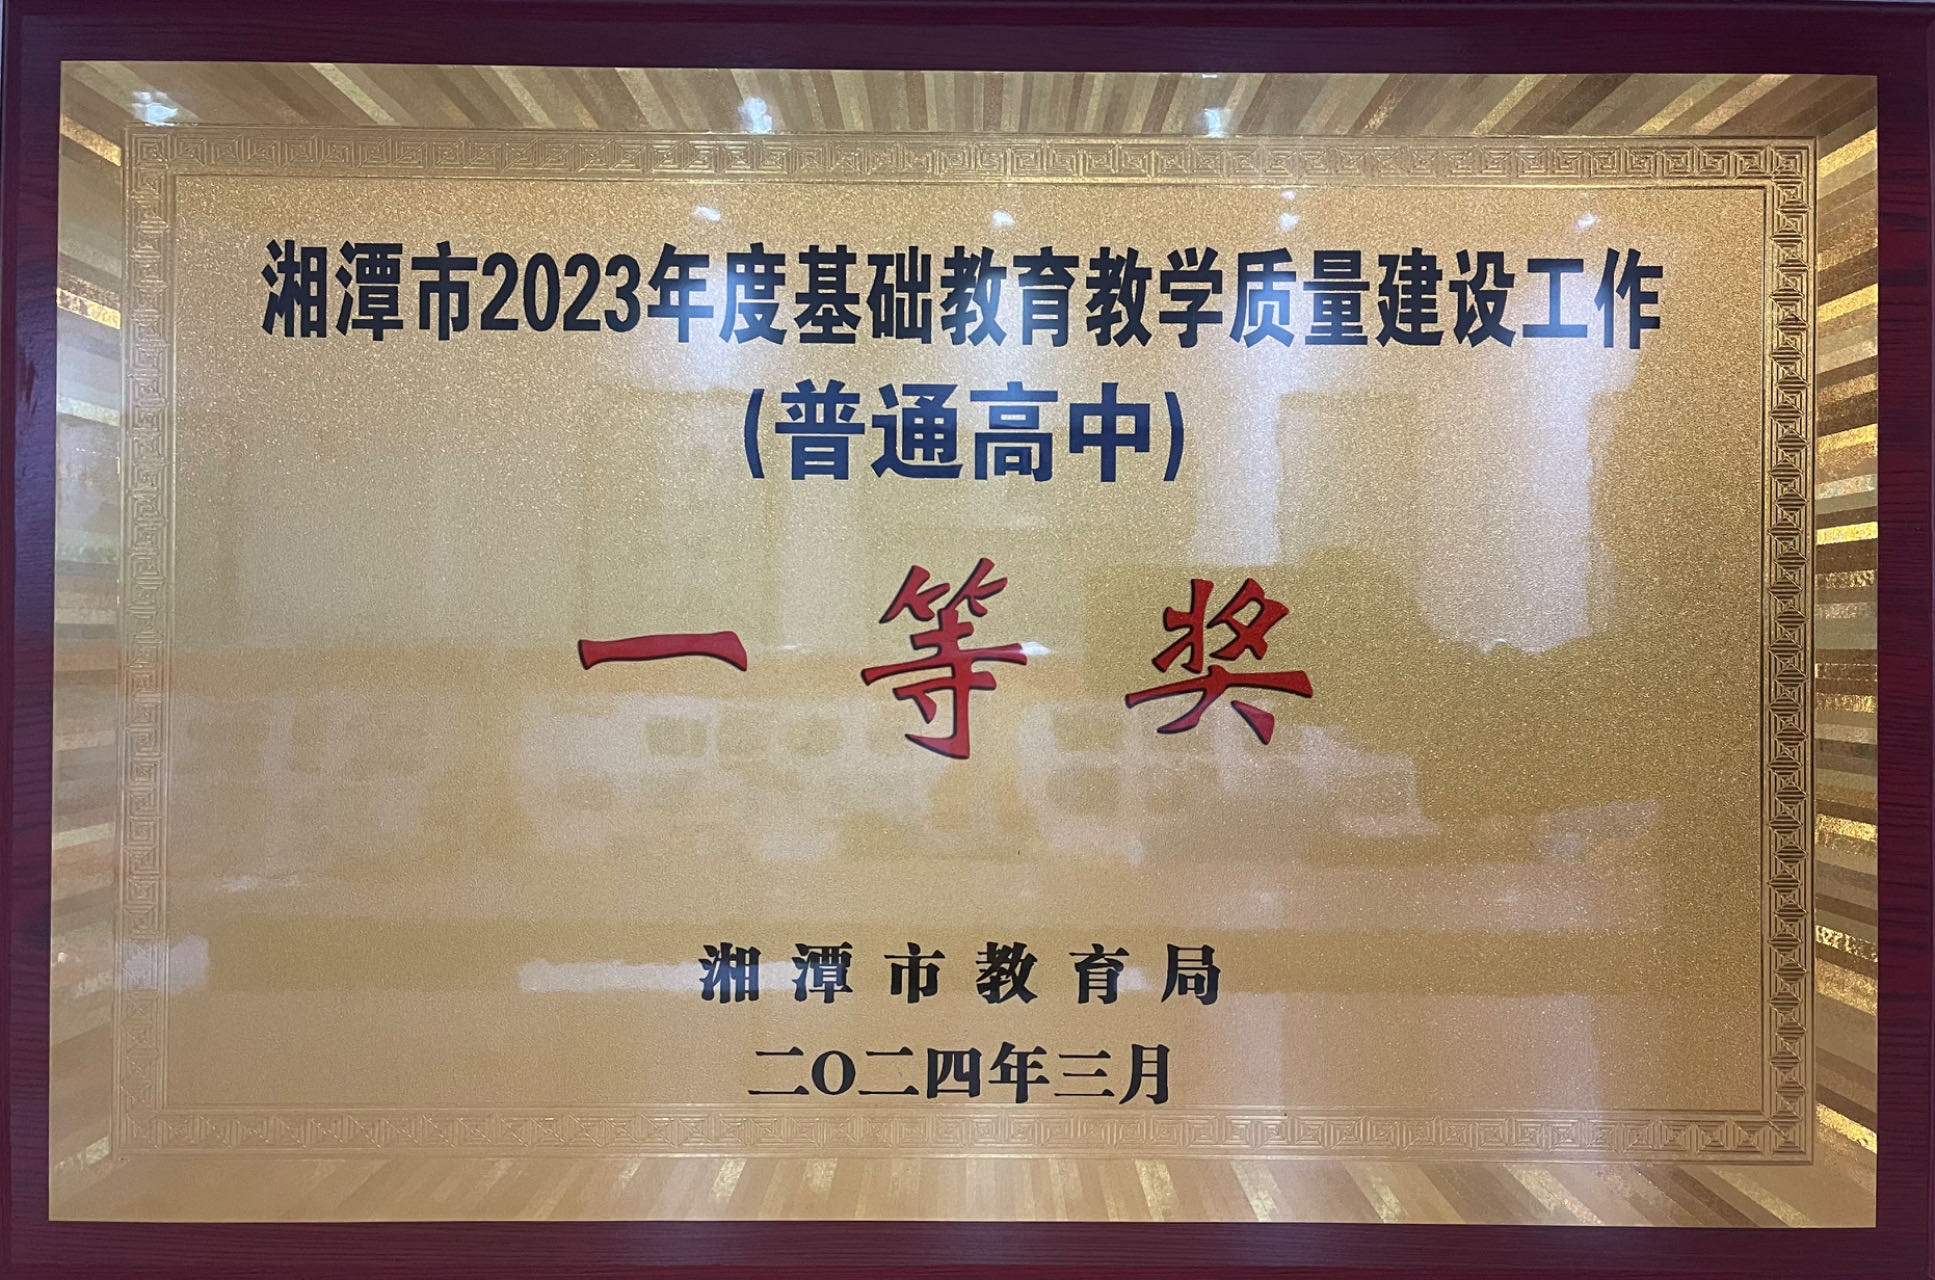 湘潭市2023年度基础教育教学质量建设工作
(普通高中)
一等奖
湘潭市教育局
二〇二四年三月